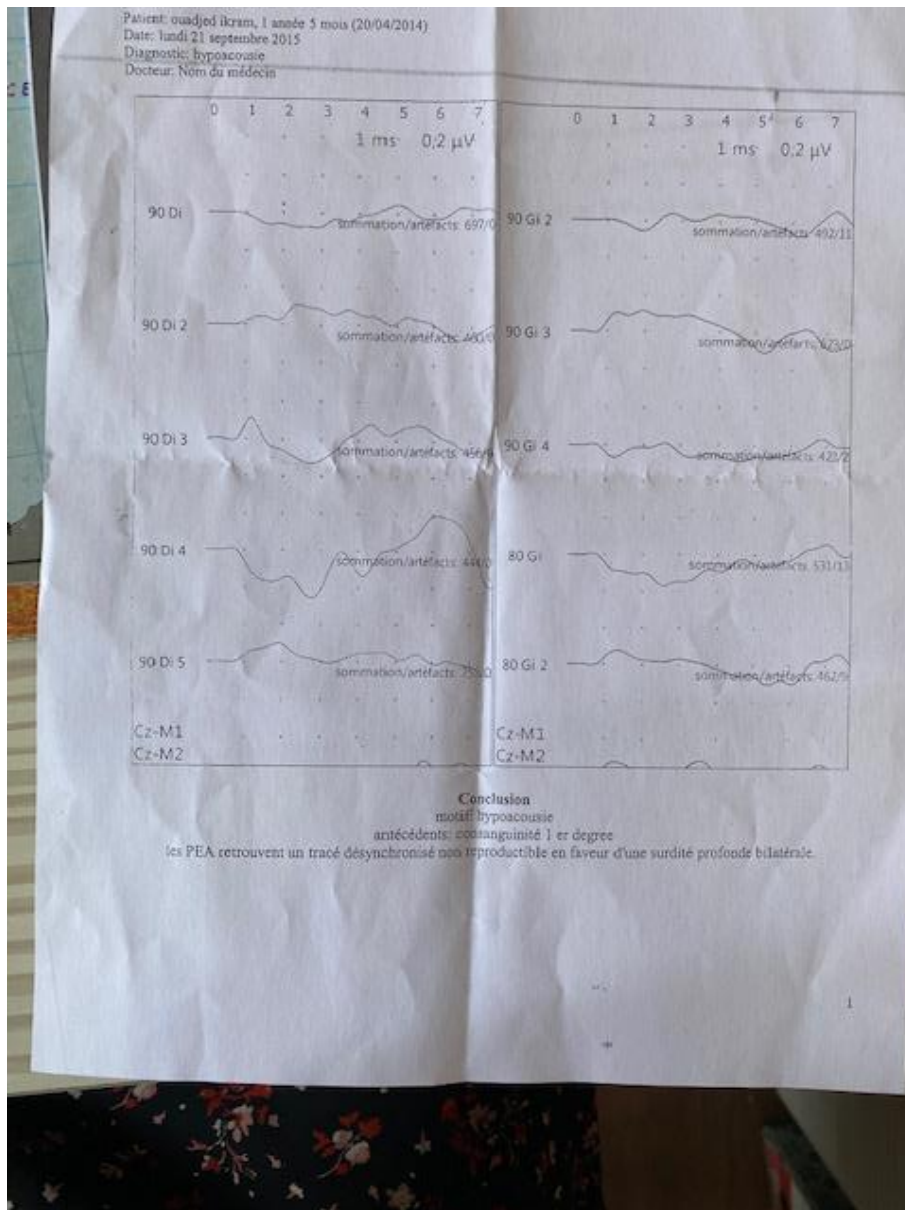 Patient: ouadjed ikram, 1 année 5 mois (20/04/2014)
Date: lundi 21 septembre 2015
Diagnostic: hypoacousie
Docteur: Nom du médecin
0 1 2 3 4 5 6 7
1 ms 0,2 µV
90 Di
sommation/artefacts: 697/0
90 Di 2
sommation/artefacts: 460/0
90 Di 3
sommation/artefacts: 456/
90 Di 4
sommation/artefacts: 444/0
90 Di 5
sommation/artefacts:
Cz-M1
Cz-M2
0 1 2 3 4 5 6 7
1 ms 0,2 µV
90 Gi 2
sommation/artefacts: 492/11
90 Gi 3
sommation/artefacts: 623/0
90 Gi 4
sommation/artefacts: 422/2
80 Gi
sommation/artefacts: 531/13
80 Gi 2
sommation/artefacts: 462/9
Cz-M1
Cz-M2
Conclusion
motif: hypoacousie
antécédents: consanguinité 1 er degree
les PEA retrouvent un tracé désynchronisé non reproductible en faveur d'une surdité profonde bilatérale.
1